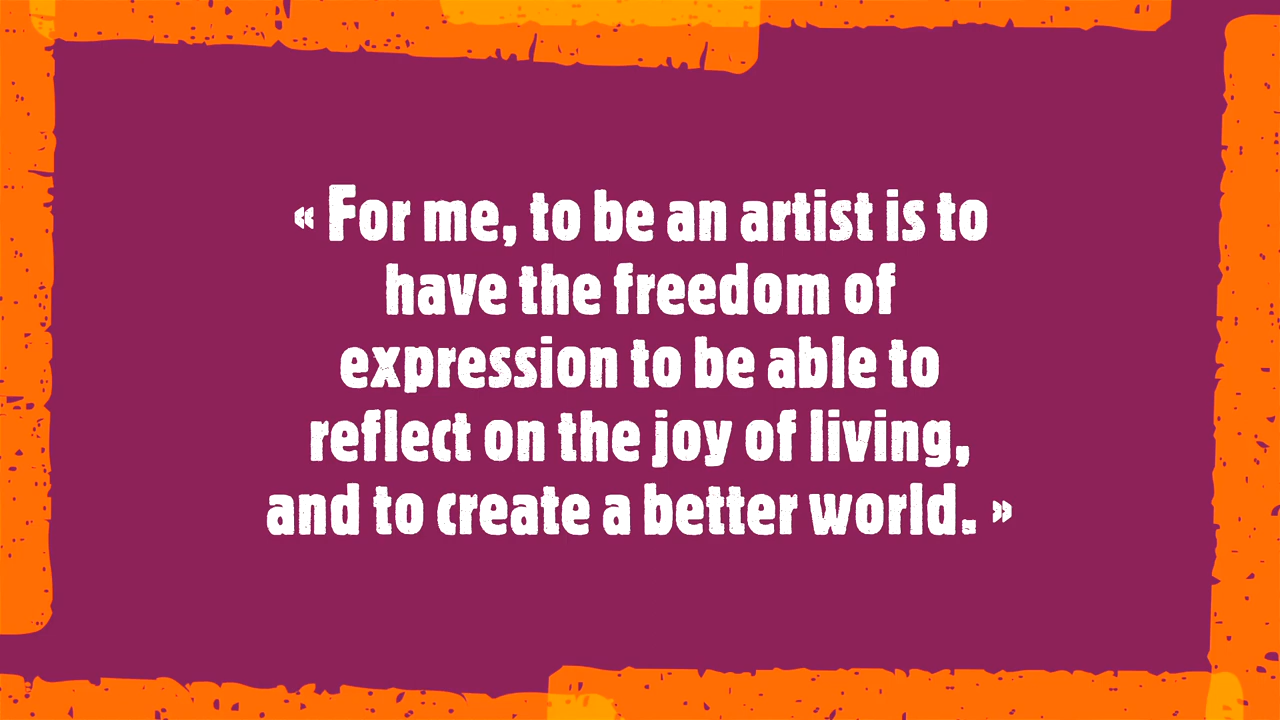 « For me, to be an artist is to
have the freedom of
expression to be able to
reflect on the joy of living,
and to create a better world. »